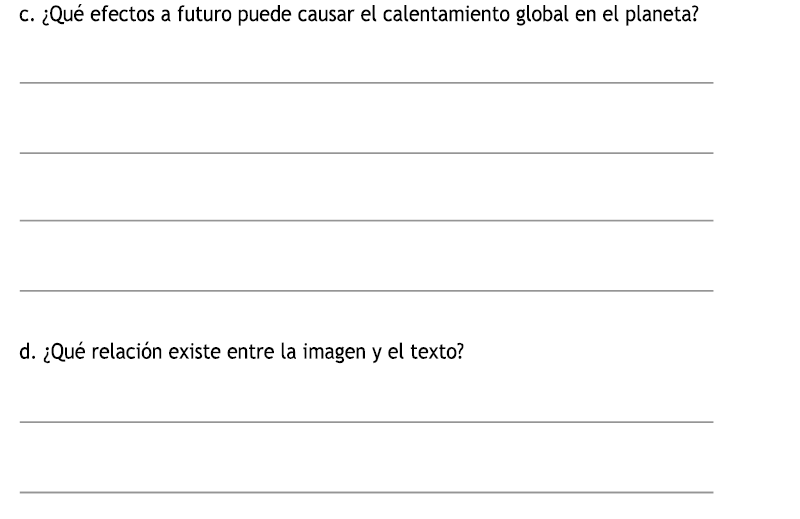 c. ¿Qué efectos a futuro puede causar el calentamiento global en el planeta?
d. ¿Qué relación existe entre la imagen y el texto?